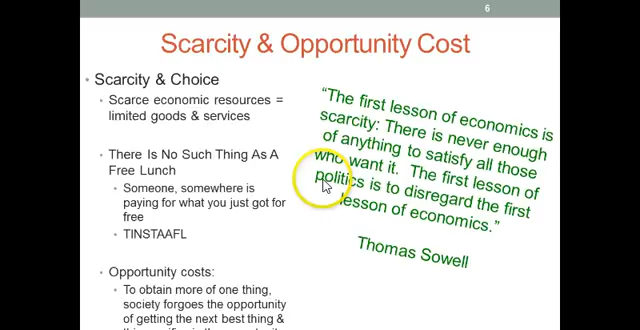 6
Scarcity & Opportunity Cost
• Scarcity & Choice
• Scarce economic resources =
limited goods & services
• There Is No Such Thing As A
Free Lunch
• Someone, somewhere is
paying for what you just got for
free
• TINSTAAFL
• Opportunity costs:
• To obtain more of one thing,
society forgoes the opportunity
of getting the next best thing &
“The first lesson of economics is
scarcity: There is never enough
of anything to satisfy all those
who want it. The first lesson of
politics is to disregard the first
lesson of economics.”
Thomas Sowell